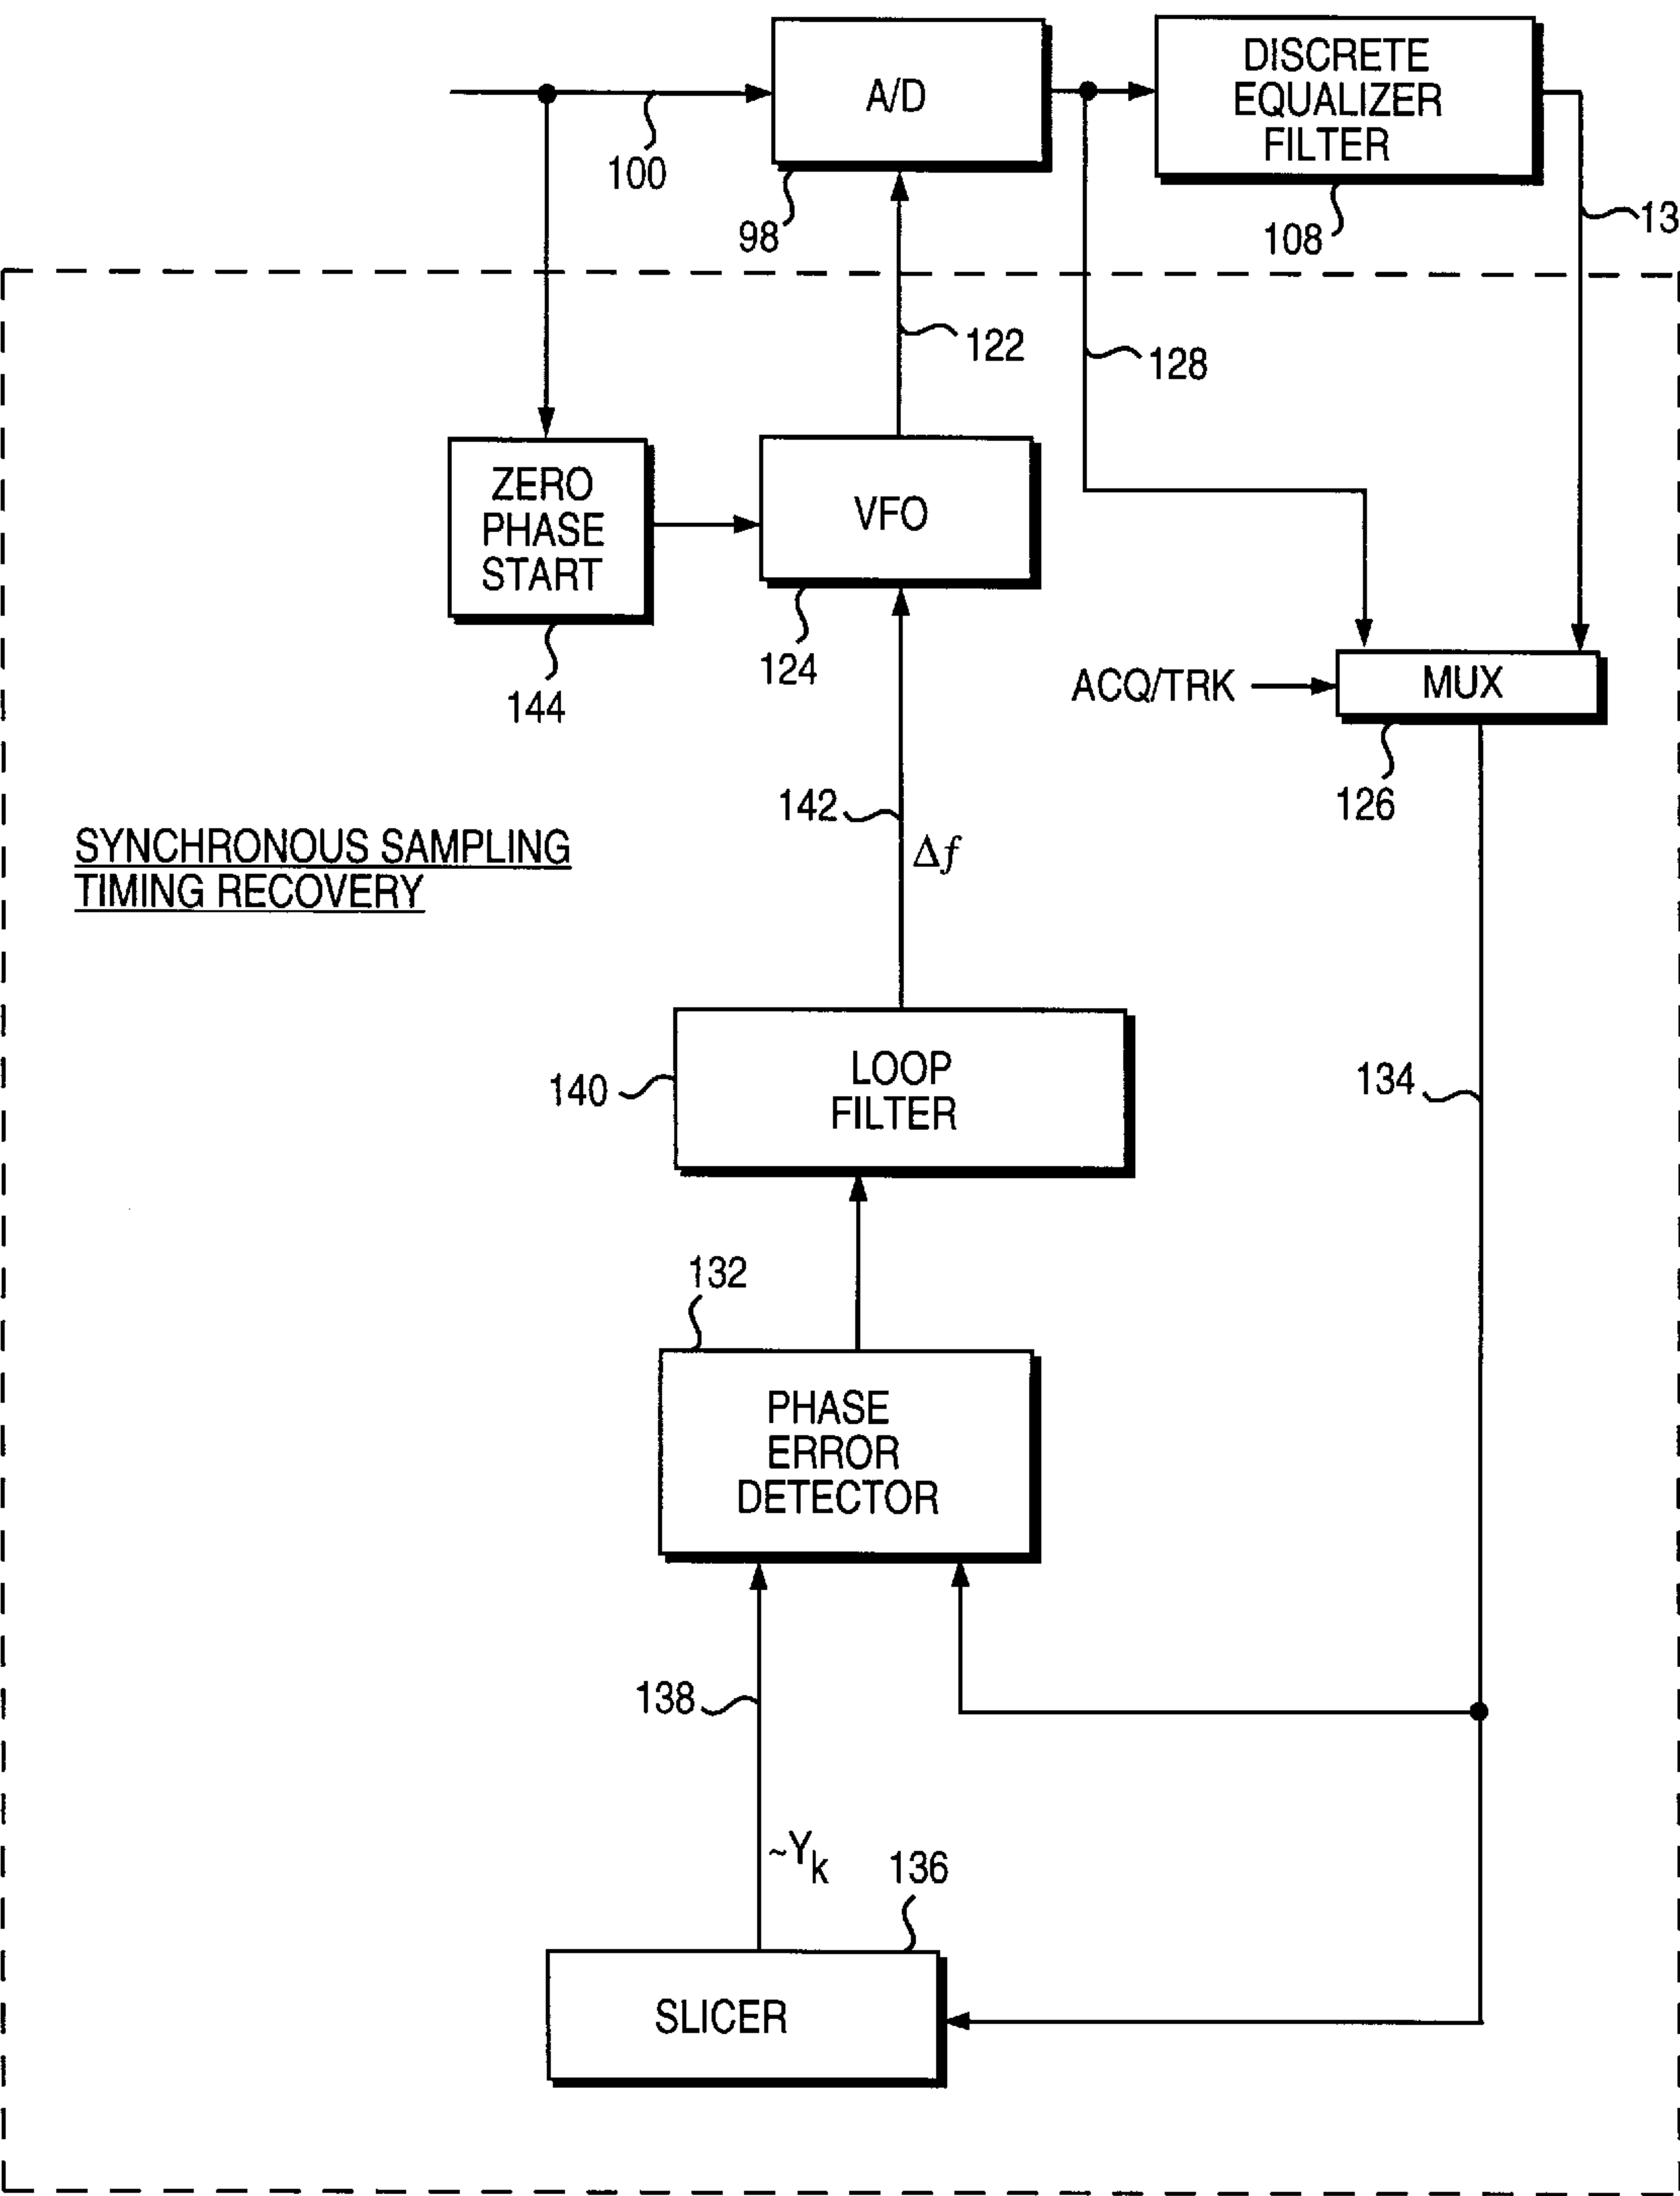 A/D
DISCRETE
EQUALIZER
FILTER
100
98
108
13
122
128
ZERO
PHASE
START
VFO
144
124
ACQ/TRK
MUX
126
142
Δf
SYNCHRONOUS SAMPLING
TIMING RECOVERY
LOOP
FILTER
140
134
132
PHASE
ERROR
DETECTOR
138
~Yk
136
SLICER